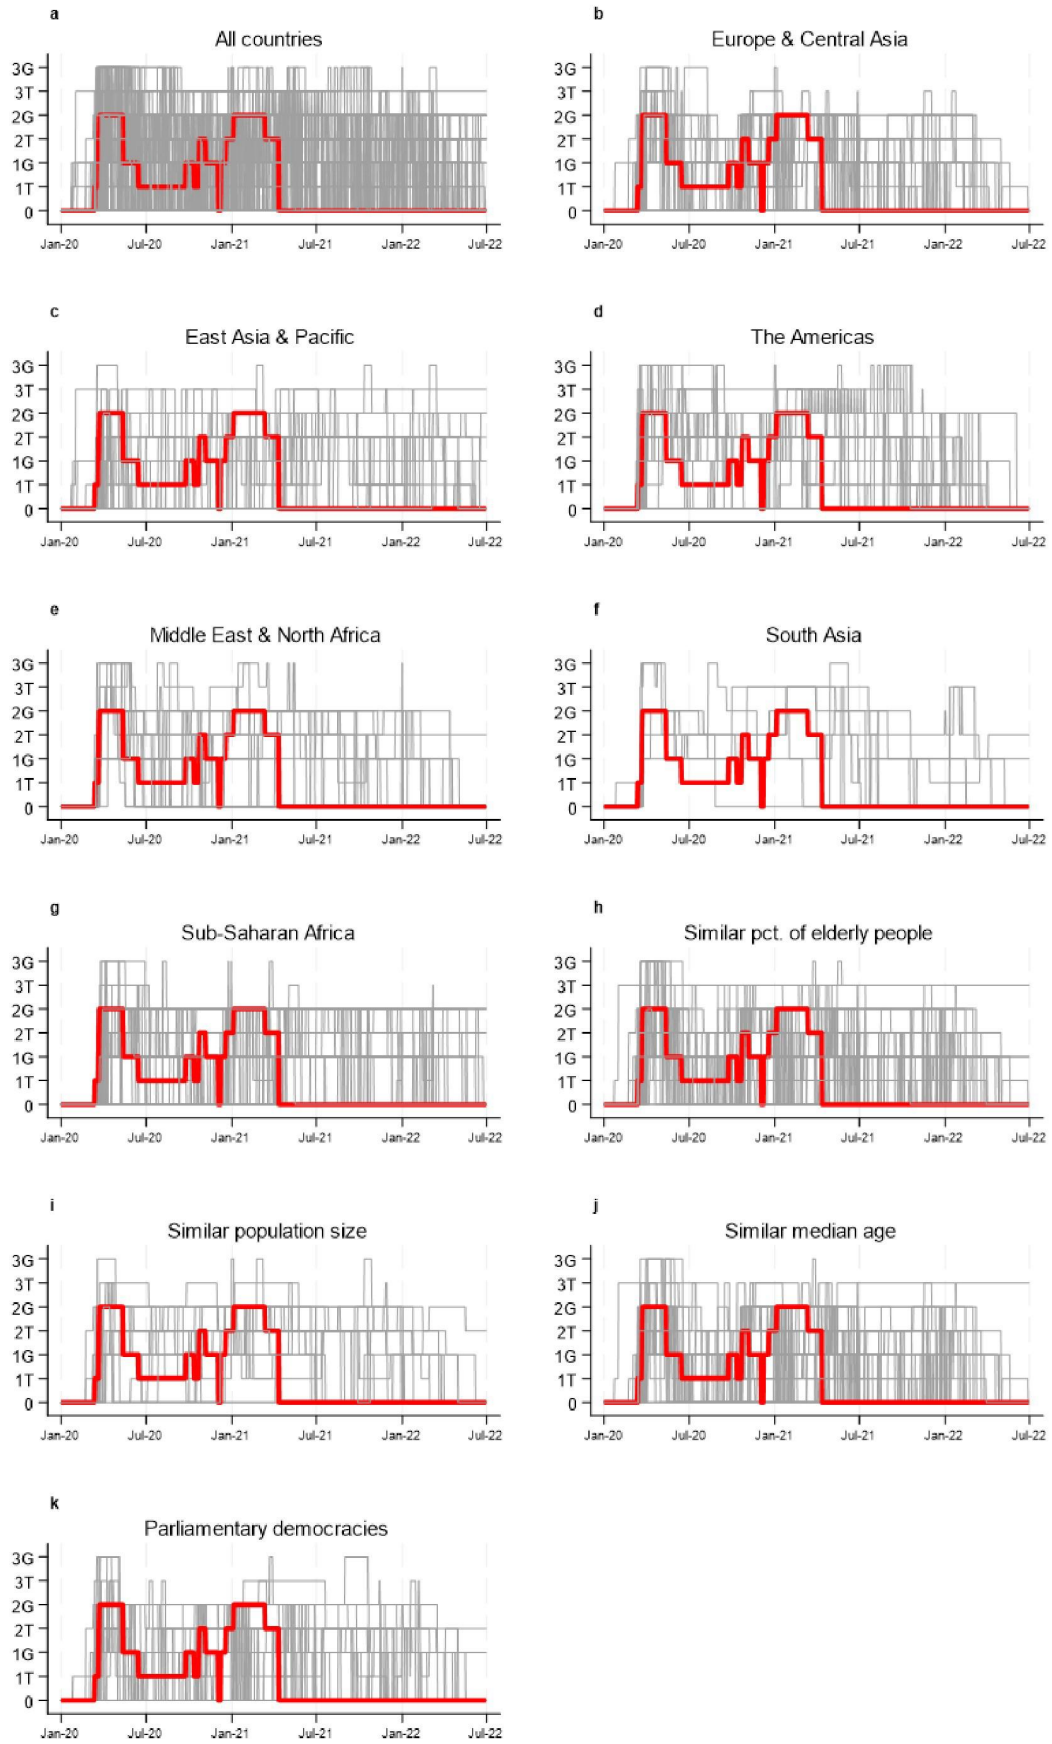 a
All countries
3G
3T
2G
2T
1G
1T
0
Jan-20 Jul-20 Jan-21 Jul-21 Jan-22 Jul-22
b
Europe & Central Asia
3G
3T
2G
2T
1G
1T
0
Jan-20 Jul-20 Jan-21 Jul-21 Jan-22 Jul-22
c
East Asia & Pacific
3G
3T
2G
2T
1G
1T
0
Jan-20 Jul-20 Jan-21 Jul-21 Jan-22 Jul-22
d
The Americas
3G
3T
2G
2T
1G
1T
0
Jan-20 Jul-20 Jan-21 Jul-21 Jan-22 Jul-22
e
Middle East & North Africa
3G
3T
2G
2T
1G
1T
0
Jan-20 Jul-20 Jan-21 Jul-21 Jan-22 Jul-22
f
South Asia
3G
3T
2G
2T
1G
1T
0
Jan-20 Jul-20 Jan-21 Jul-21 Jan-22 Jul-22
g
Sub-Saharan Africa
3G
3T
2G
2T
1G
1T
0
Jan-20 Jul-20 Jan-21 Jul-21 Jan-22 Jul-22
h
Similar pct. of elderly people
3G
3T
2G
2T
1G
1T
0
Jan-20 Jul-20 Jan-21 Jul-21 Jan-22 Jul-22
i
Similar population size
3G
3T
2G
2T
1G
1T
0
Jan-20 Jul-20 Jan-21 Jul-21 Jan-22 Jul-22
j
Similar median age
3G
3T
2G
2T
1G
1T
0
Jan-20 Jul-20 Jan-21 Jul-21 Jan-22 Jul-22
k
Parliamentary democracies
3G
3T
2G
2T
1G
1T
0
Jan-20 Jul-20 Jan-21 Jul-21 Jan-22 Jul-22